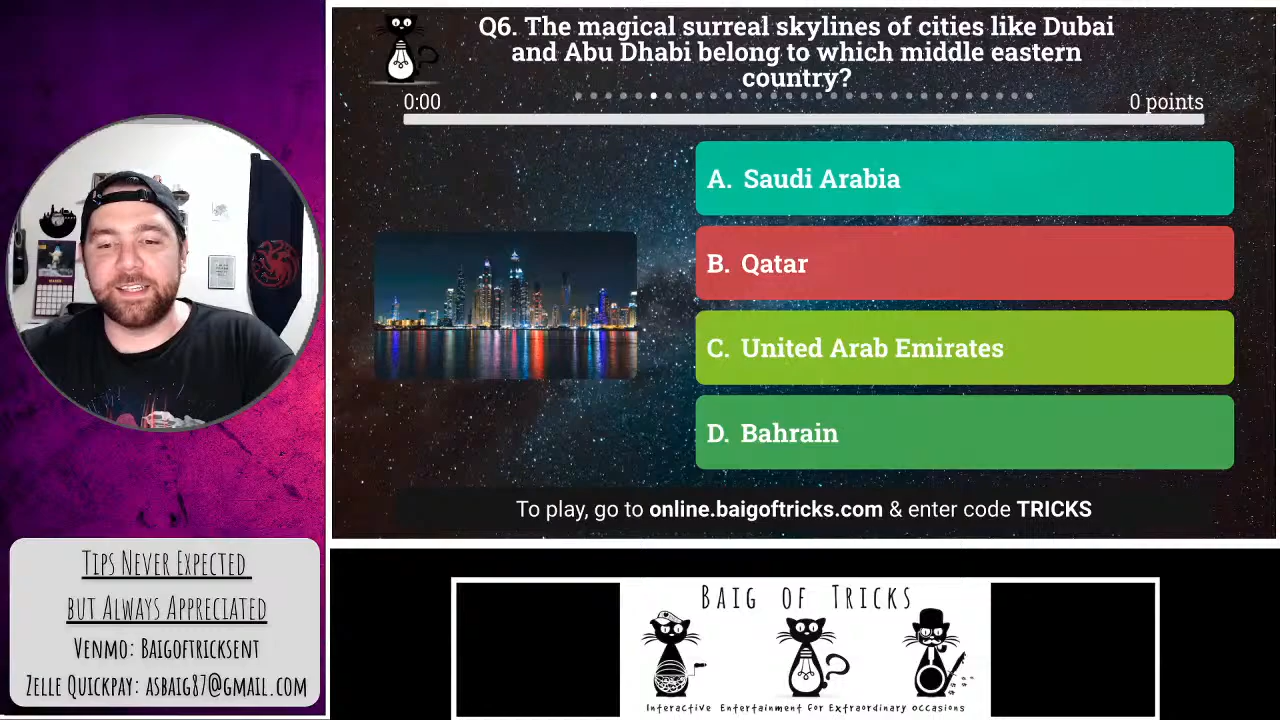 Q6. The magical surreal skylines of cities like Dubai
and Abu Dhabi belong to which middle eastern
country?
0:00
0 points
A. Saudi Arabia
B. Qatar
C. United Arab Emirates
D. Bahrain
To play, go to online.baigoftricks.com & enter code TRICKS
Tips Never Expected
but Always Appreciated
Venmo: Baigoftricksent
Zelle Quickpay: asbaig87@gmail.com
Baig of Tricks
Interactive Entertainment for Extraordinary Occasions